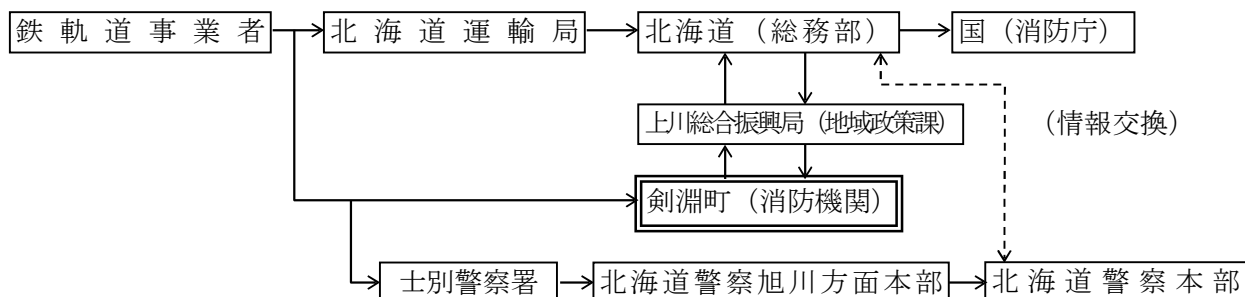 鉄軌道事業者
北海道運輸局
北海道（総務部）
国（消防庁）
上川総合振興局（地域政策課）
（情報交換）
剣淵町（消防機関）
士別警察署
北海道警察旭川方面本部
北海道警察本部